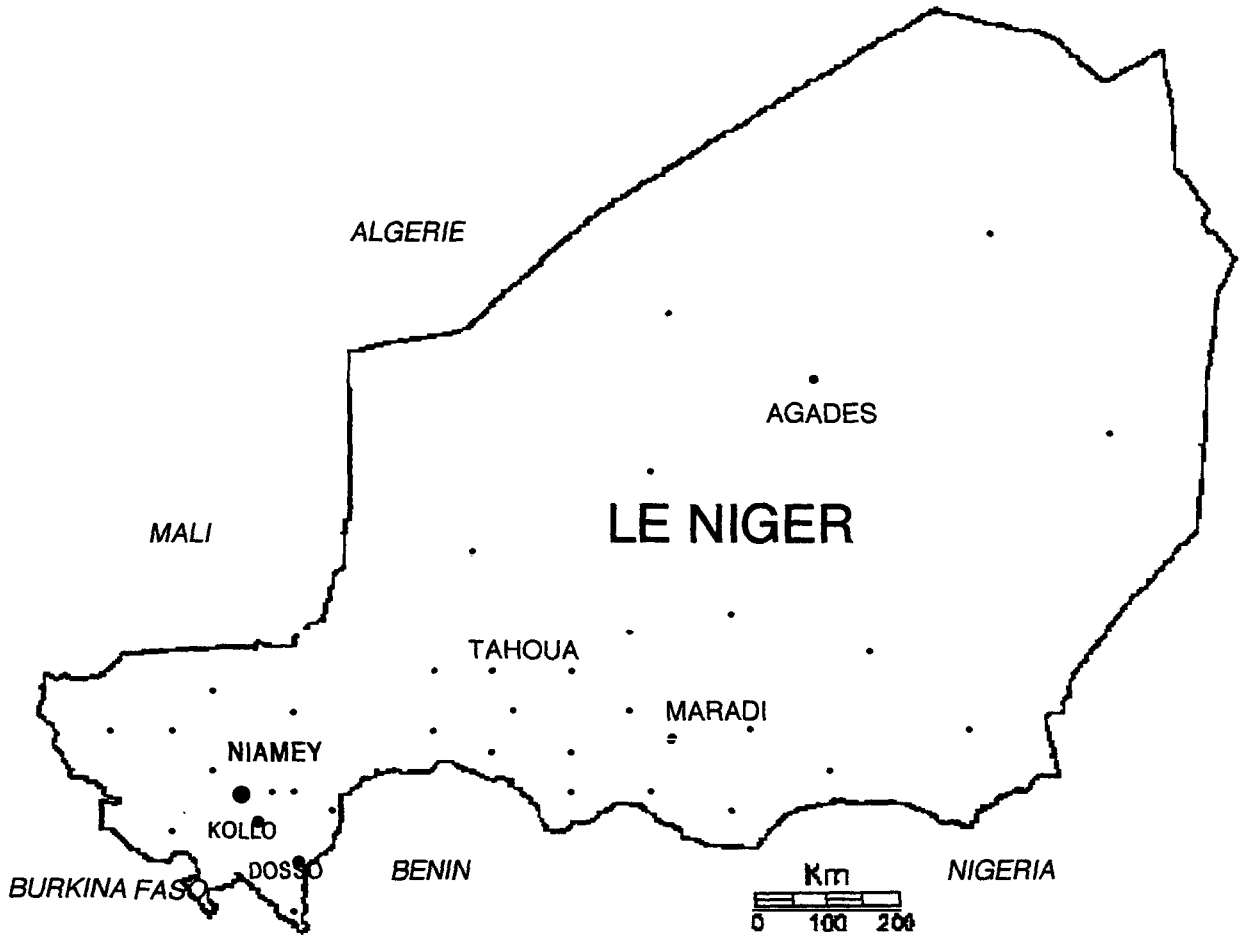 ALGERIE
AGADES
LE NIGER
MALI
TAHOUA
MARADI
NIAMEY
KOLLO
DOSSO
BENIN
NIGERIA
BURKINA FASO
Km
0 100 200